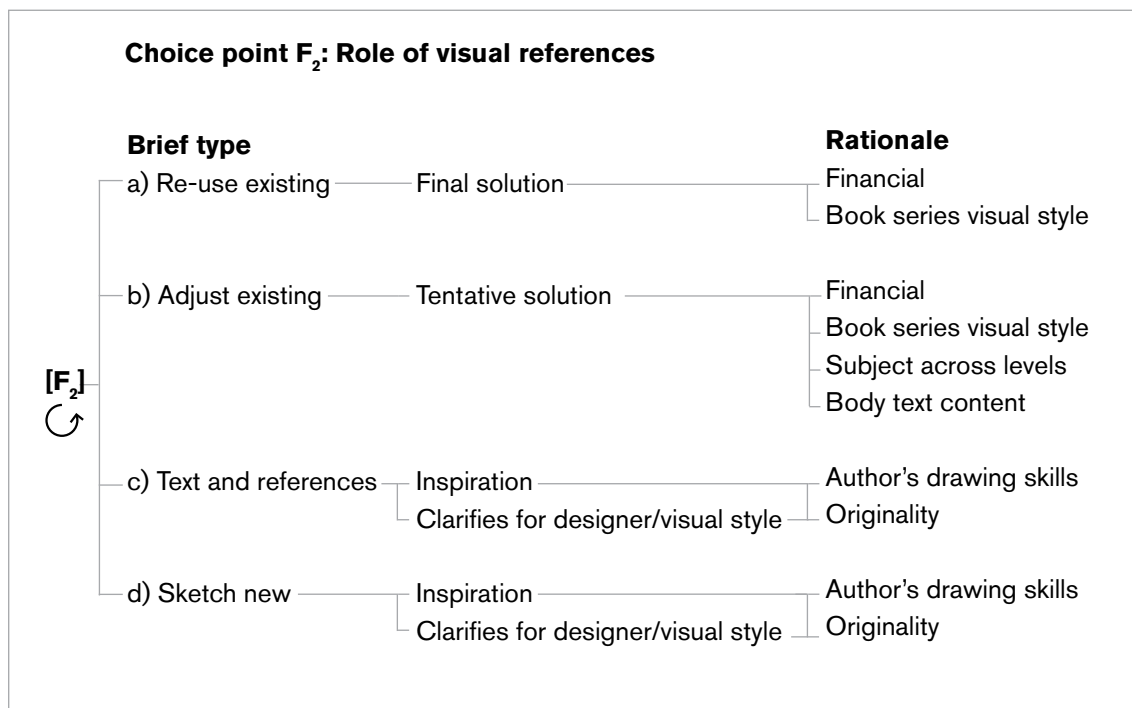 Choice point F₂: Role of visual references
Brief type Rationale
a) Re-use existing Final solution Financial
Book series visual style
b) Adjust existing Tentative solution Financial
Book series visual style
Subject across levels
[F₂]
Body text content
c) Text and references Inspiration Author's drawing skills
Clarifies for designer/visual style Originality
d) Sketch new Inspiration Author's drawing skills
Clarifies for designer/visual style Originality